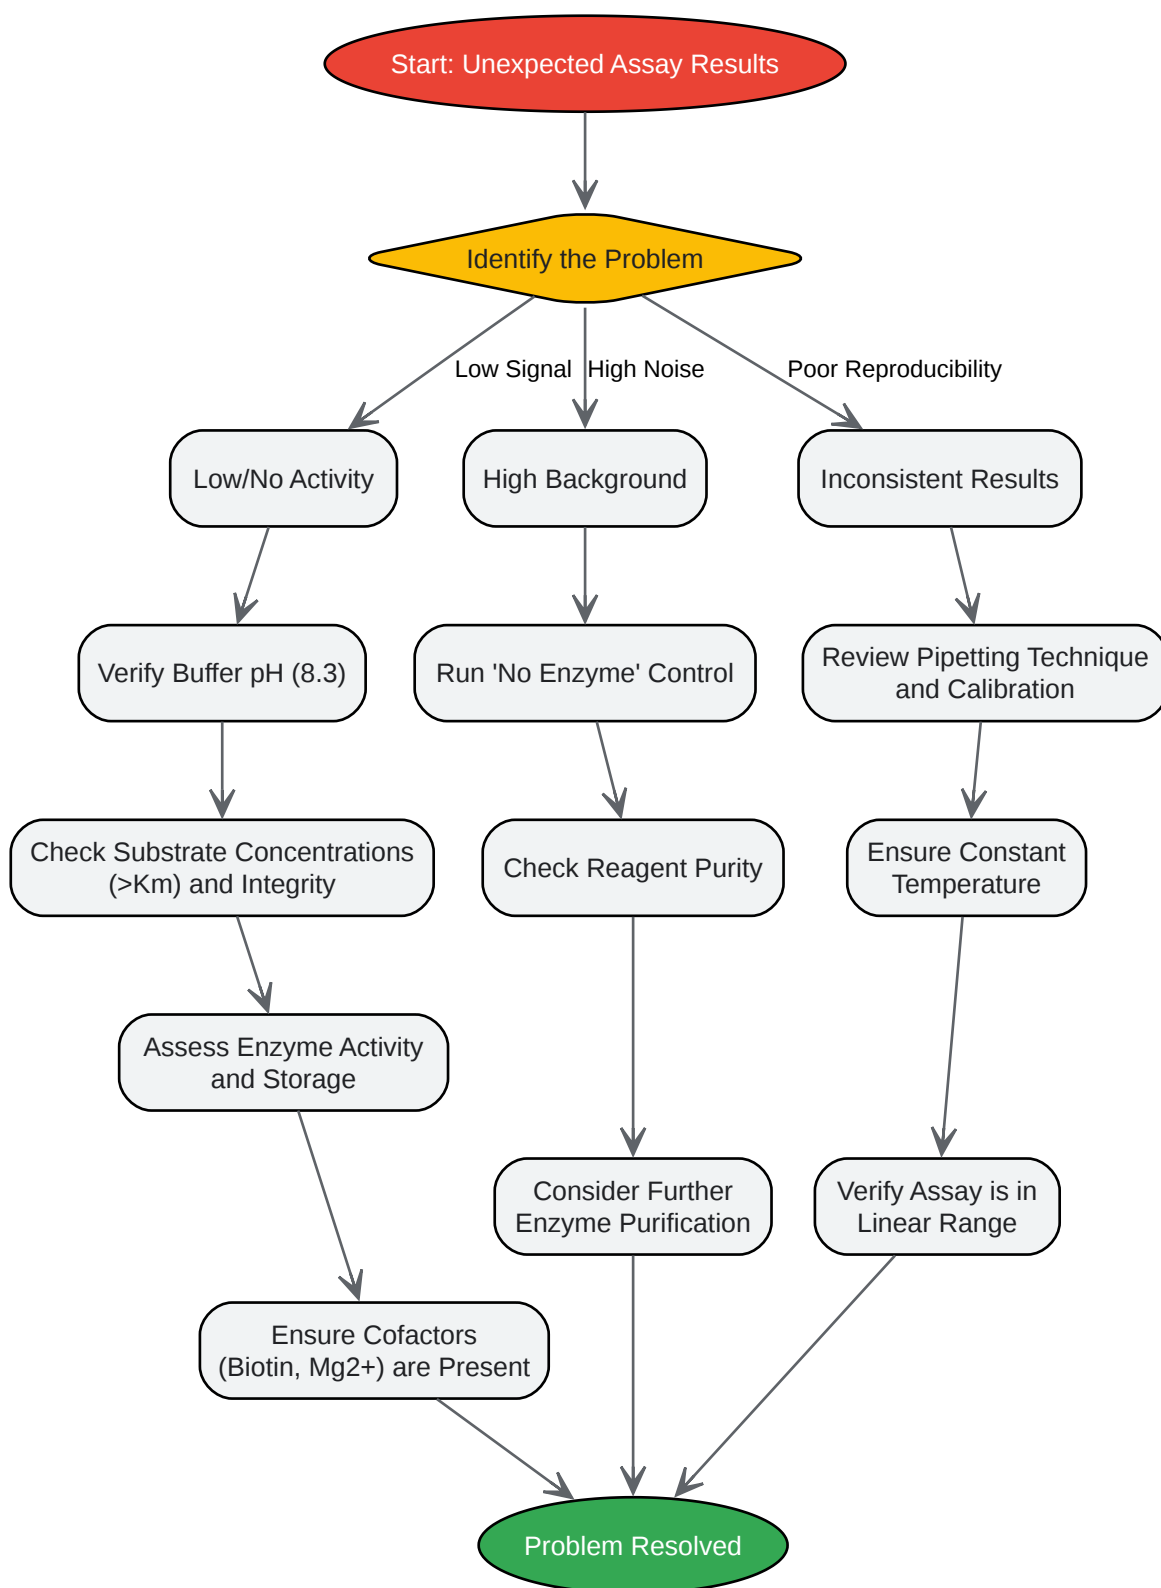 Start: Unexpected Assay Results
Identify the Problem
Low Signal
High Noise
Poor Reproducibility
Low/No Activity
High Background
Inconsistent Results
Verify Buffer pH (8.3)
Run 'No Enzyme' Control
Review Pipetting Technique
and Calibration
Check Substrate Concentrations
(>Km) and Integrity
Check Reagent Purity
Ensure Constant
Temperature
Assess Enzyme Activity
and Storage
Consider Further
Enzyme Purification
Verify Assay is in
Linear Range
Ensure Cofactors
(Biotin, Mg2+) are Present
Problem Resolved